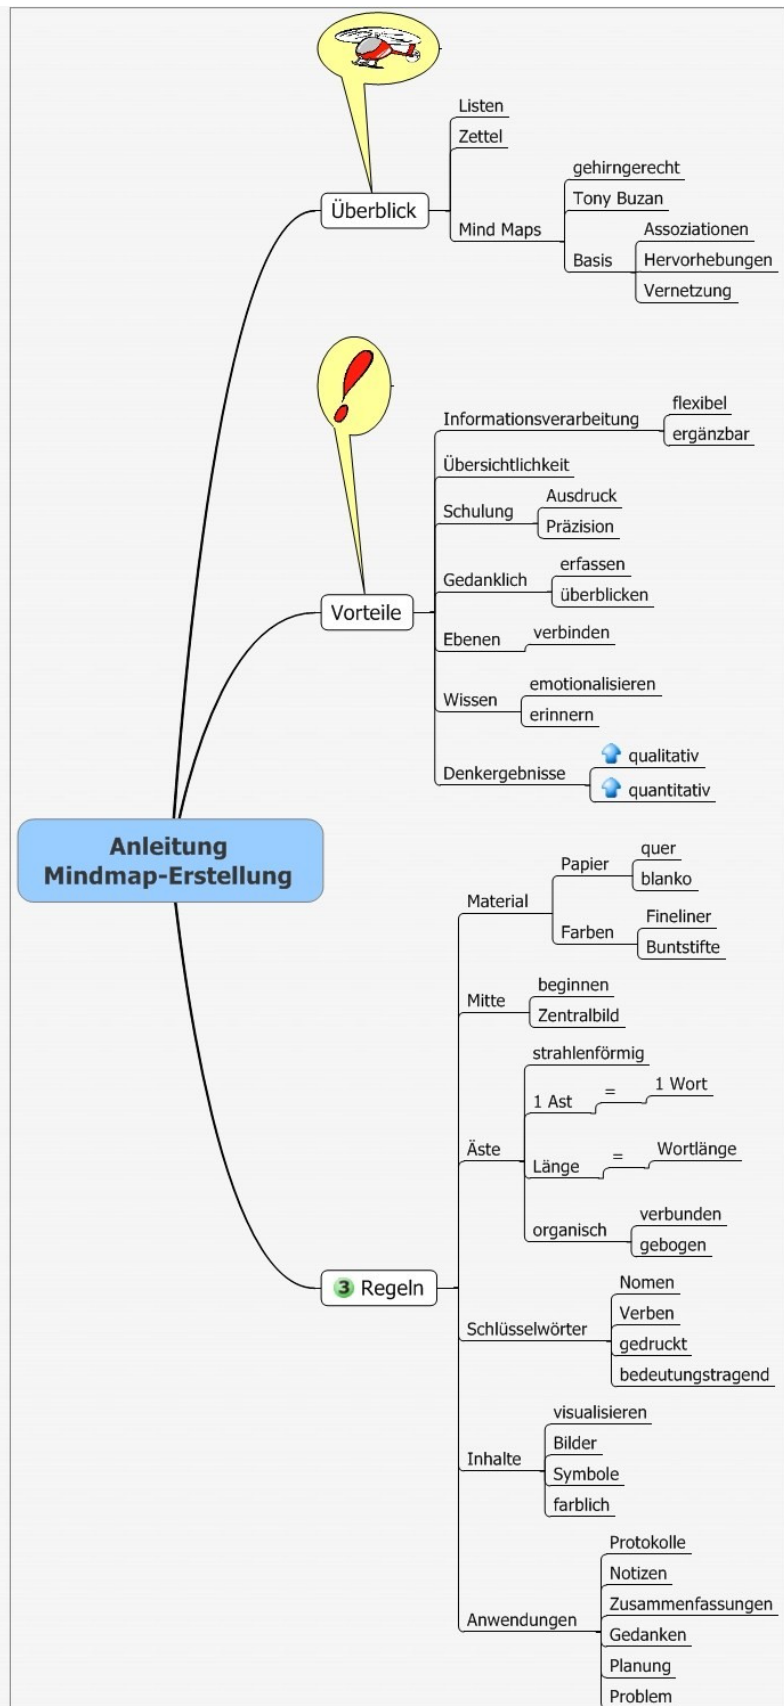 Listen
Zettel
gehirngerecht
Tony Buzan
Überblick
Mind Maps
Assoziationen
Basis
Hervorhebungen
Vernetzung
flexibel
Informationsverarbeitung
ergänzbar
Übersichtlichkeit
Ausdruck
Schulung
Präzision
erfassen
Gedanklich
überblicken
Vorteile
verbinden
Ebenen
emotionalisieren
Wissen
erinnern
qualitativ
Denkergebnisse
quantitativ
Anleitung
Mindmap-Erstellung
quer
Papier
blanko
Material
Fineliner
Farben
Buntstifte
beginnen
Mitte
Zentralbild
strahlenförmig
1 Ast = 1 Wort
Äste
Länge = Wortlänge
verbunden
organisch
gebogen
3 Regeln
Nomen
Verben
Schlüsselwörter
gedruckt
bedeutungstragend
visualisieren
Bilder
Inhalte
Symbole
farblich
Protokolle
Notizen
Zusammenfassungen
Anwendungen
Gedanken
Planung
Problem